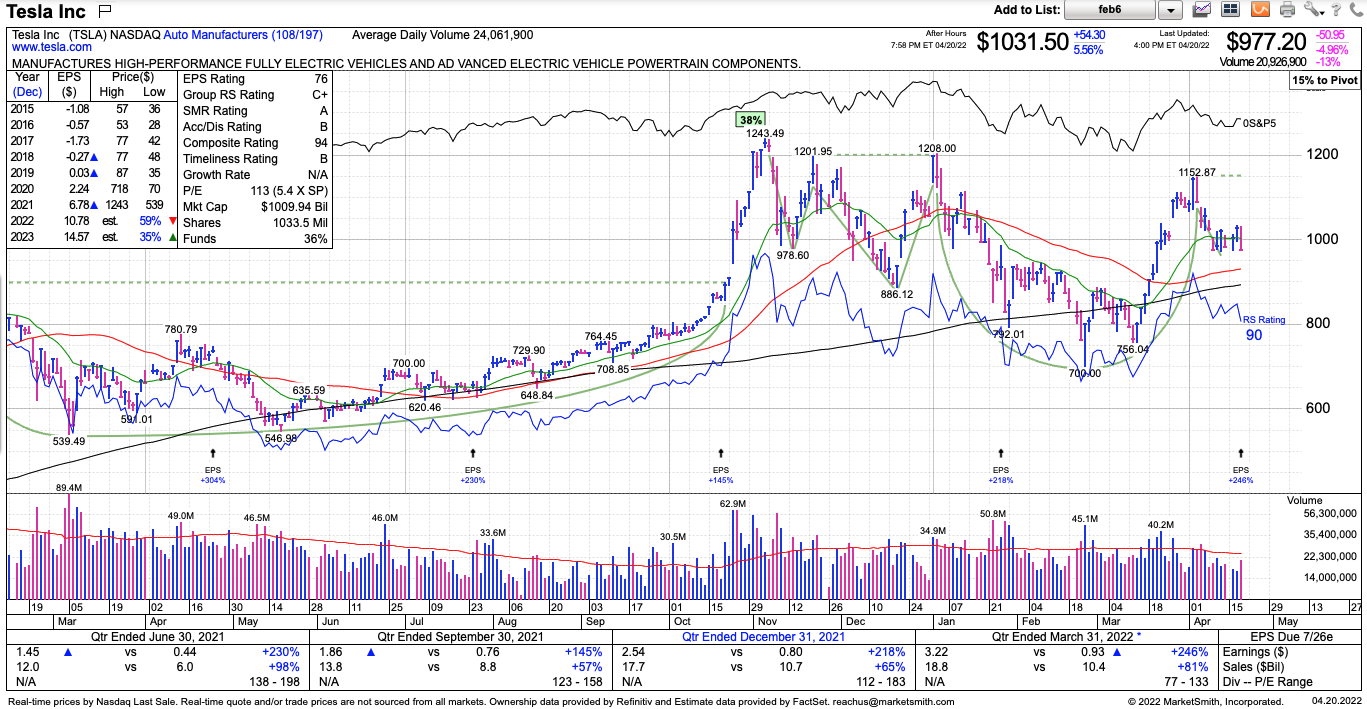 Tesla Inc
Add to List: feb6
Tesla Inc (TSLA) NASDAQ Auto Manufacturers (108/197) Average Daily Volume 24,061,900
www.tesla.com
MANUFACTURES HIGH-PERFORMANCE FULLY ELECTRIC VEHICLES AND AD VANCED ELECTRIC VEHICLE POWERTRAIN COMPONENTS.
After Hours
7:58 PM ET 04/20/22
$1031.50 +54.30
5.56%
Last Updated:
4:00 PM ET 04/20/22
$977.20 -50.95
-4.96%
Volume 20,926,900 -13%
15% to Pivot
Year EPS Price($)
(Dec) ($) High Low
2015 -1.08 57 36
2016 -0.57 53 28
2017 -1.73 77 42
2018 -0.27 77 48
2019 0.03 87 35
2020 2.24 718 70
2021 6.78 1243 539
2022 10.78 est. 59%
2023 14.57 est. 35%
EPS Rating 76
Group RS Rating C+
SMR Rating A
Acc/Dis Rating B
Composite Rating 94
Timeliness Rating B
Growth Rate N/A
P/E 113 (5.4 X SP)
Mkt Cap $1009.94 Bil
Shares 1033.5 Mil
Funds 36%
38%
1243.49
1201.95
1208.00
1152.87
0S&P5
1200
1000
800
600
978.60
886.12
792.01
700.00
756.04
RS Rating
90
780.79
539.49
591.01
546.98
635.59
700.00
620.46
729.90
648.84
764.45
708.85
EPS
+304%
EPS
+230%
EPS
+145%
EPS
+218%
EPS
+246%
Volume
56,300,000
35,400,000
22,300,000
14,000,000
89.4M
49.0M
46.5M
46.0M
33.6M
30.5M
62.9M
34.9M
50.8M
45.1M
40.2M
19 05 19 02 16 30 14 28 11 25 09 23 06 20 03 17 01 15 29 12 10 24 07 21 04 18 04 18 01 15 29 13 27
Mar Apr May Jun Jul Aug Sep Oct Nov Dec Jan Feb Mar Apr May
Qtr Ended June 30, 2021
1.45 vs 0.44 +230%
12.0 vs 6.0 +98%
N/A 138 - 198
Qtr Ended September 30, 2021
1.86 vs 0.76 +145%
13.8 vs 8.8 +57%
N/A 123 - 158
Qtr Ended December 31, 2021
2.54 vs 0.80 +218%
17.7 vs 10.7 +65%
N/A 112 - 183
Qtr Ended March 31, 2022 *
3.22 vs 0.93 +246%
18.8 vs 10.4 +81%
N/A 77 - 133
EPS Due 7/26e
Earnings ($)
Sales ($Bil)
Div -- P/E Range
Real-time prices by Nasdaq Last Sale. Real-time quote and/or trade prices are not sourced from all markets. Ownership data provided by Refinitiv and Estimate data provided by FactSet. reachus@marketsmith.com
© 2022 MarketSmith, Incorporated.
04.20.2022